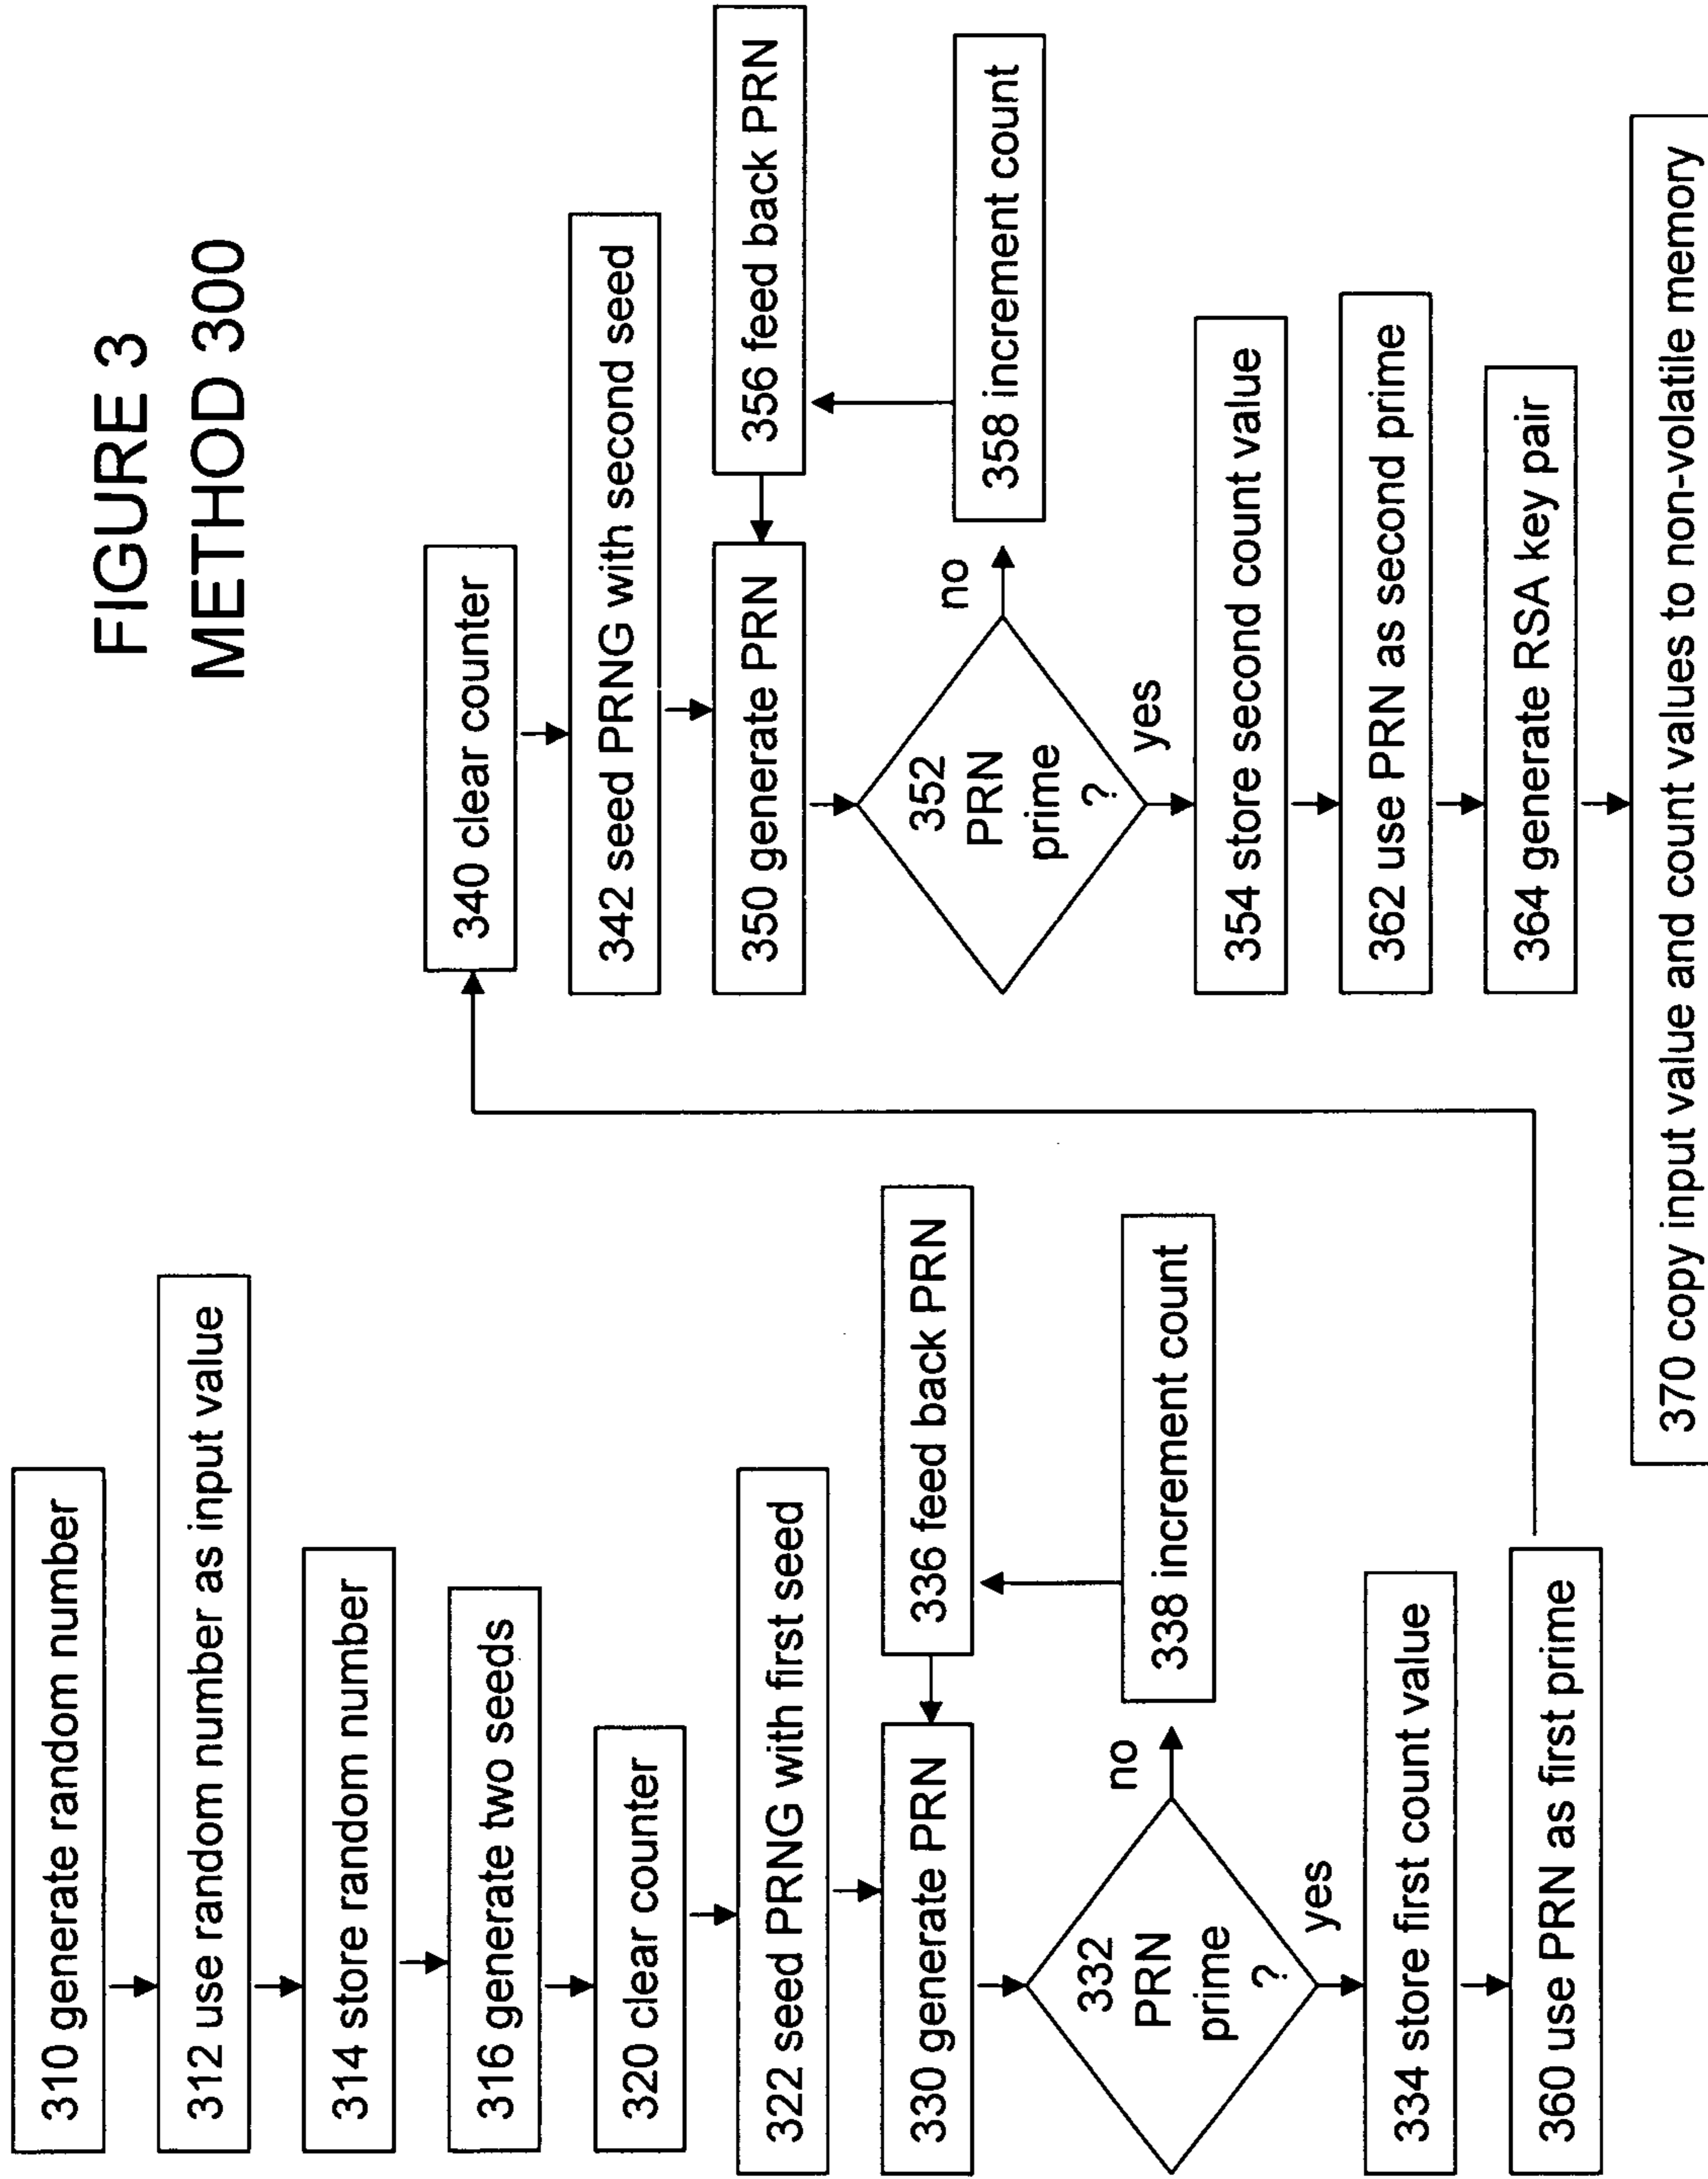 FIGURE 3
METHOD 300
310 generate random number
312 use random number as input value
314 store random number
316 generate two seeds
320 clear counter
322 seed PRNG with first seed
330 generate PRN
336 feed back PRN
332
PRN
prime
?
no
338 increment count
yes
334 store first count value
360 use PRN as first prime
340 clear counter
342 seed PRNG with second seed
350 generate PRN
356 feed back PRN
352
PRN
prime
?
no
358 increment count
yes
354 store second count value
362 use PRN as second prime
364 generate RSA key pair
370 copy input value and count values to non-volatile memory